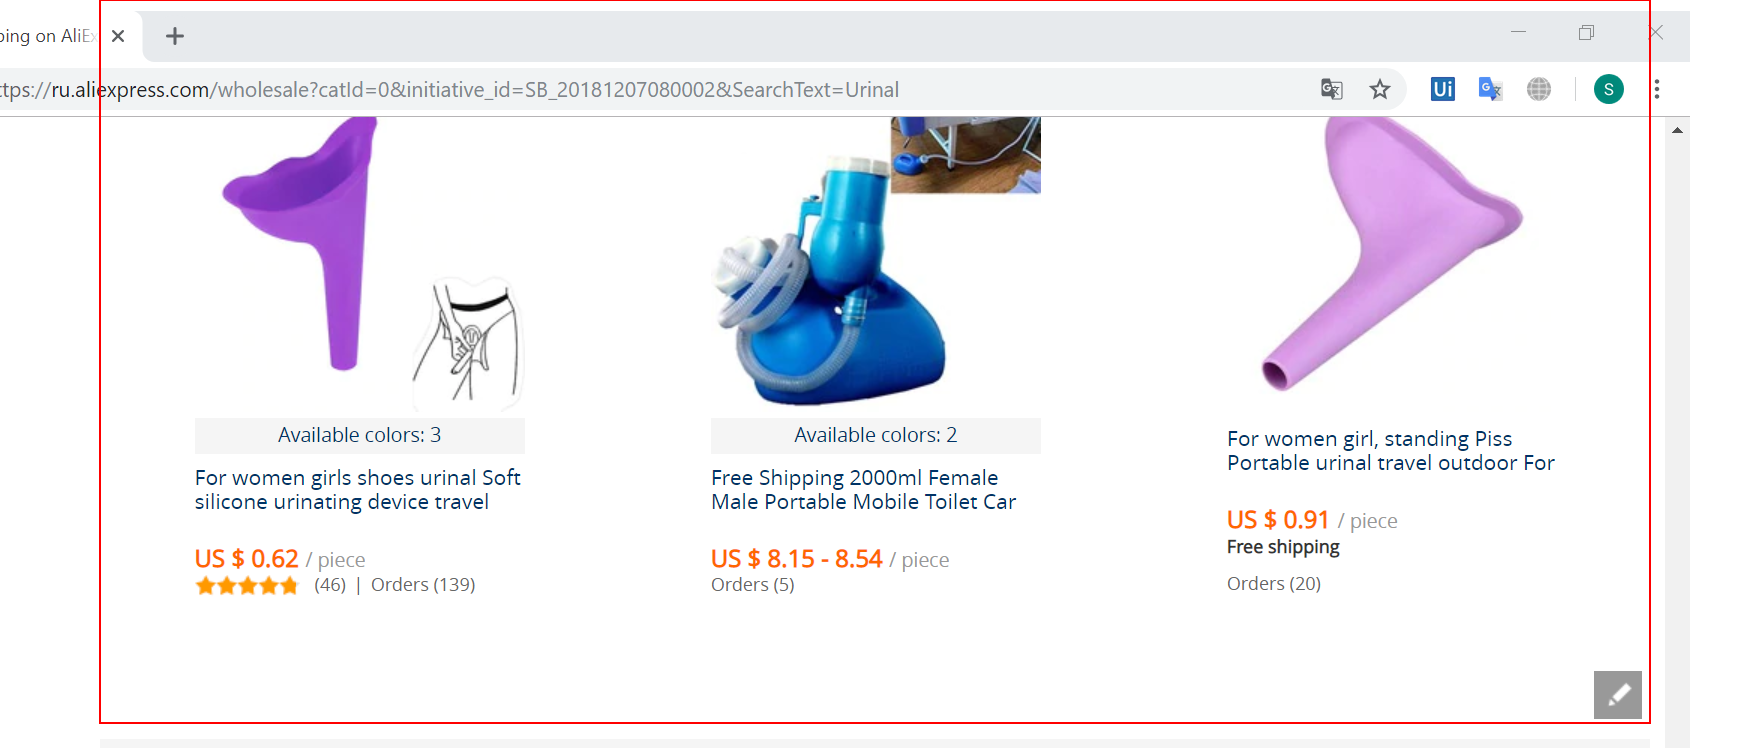 ping on AliEx
ttps://ru.aliexpress.com/wholesale?catId=0&initiative_id=SB_20181207080002&SearchText=Urinal
Ui
G
S
Available colors: 3
For women girls shoes urinal Soft
silicone urinating device travel
US $ 0.62 / piece
(46) | Orders (139)
Available colors: 2
Free Shipping 2000ml Female
Male Portable Mobile Toilet Car
US $ 8.15 - 8.54 / piece
Orders (5)
For women girl, standing Piss
Portable urinal travel outdoor For
US $ 0.91 / piece
Free shipping
Orders (20)